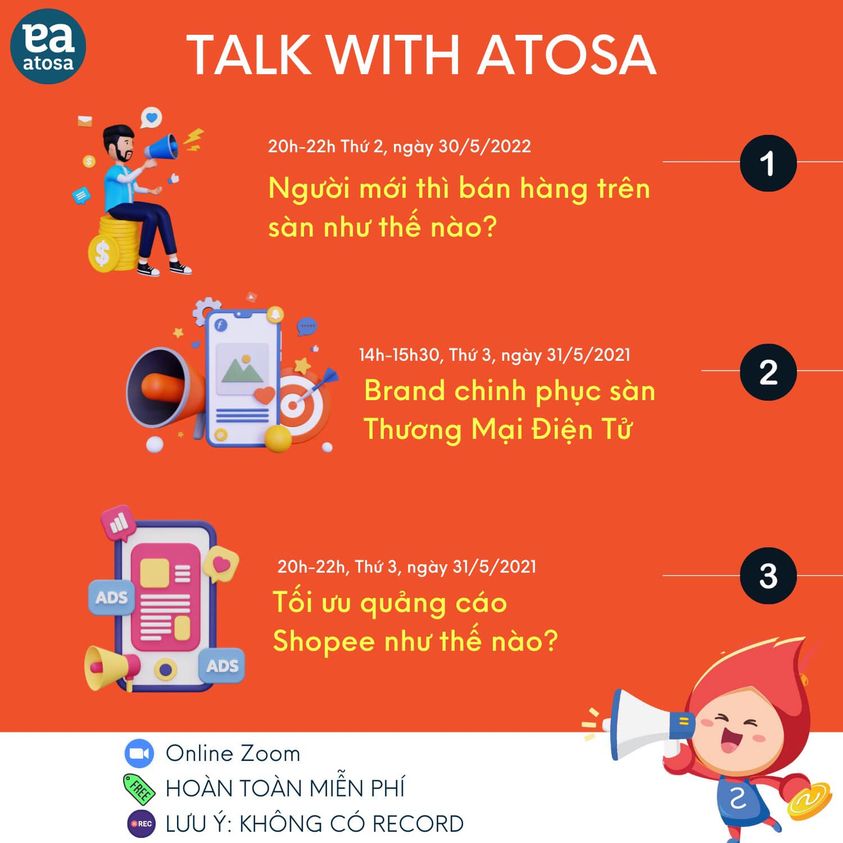 atosa
TALK WITH ATOSA
20h-22h Thứ 2, ngày 30/5/2022
1
Người mới thì bán hàng trên
sàn như thế nào?
14h-15h30, Thứ 3, ngày 31/5/2021
2
Brand chinh phục sàn
Thương Mại Điện Tử
20h-22h, Thứ 3, ngày 31/5/2021
3
Tối ưu quảng cáo
Shopee như thế nào?
ADS
ADS
Online Zoom
FREE
HOÀN TOÀN MIỄN PHÍ
REC
LƯU Ý: KHÔNG CÓ RECORD